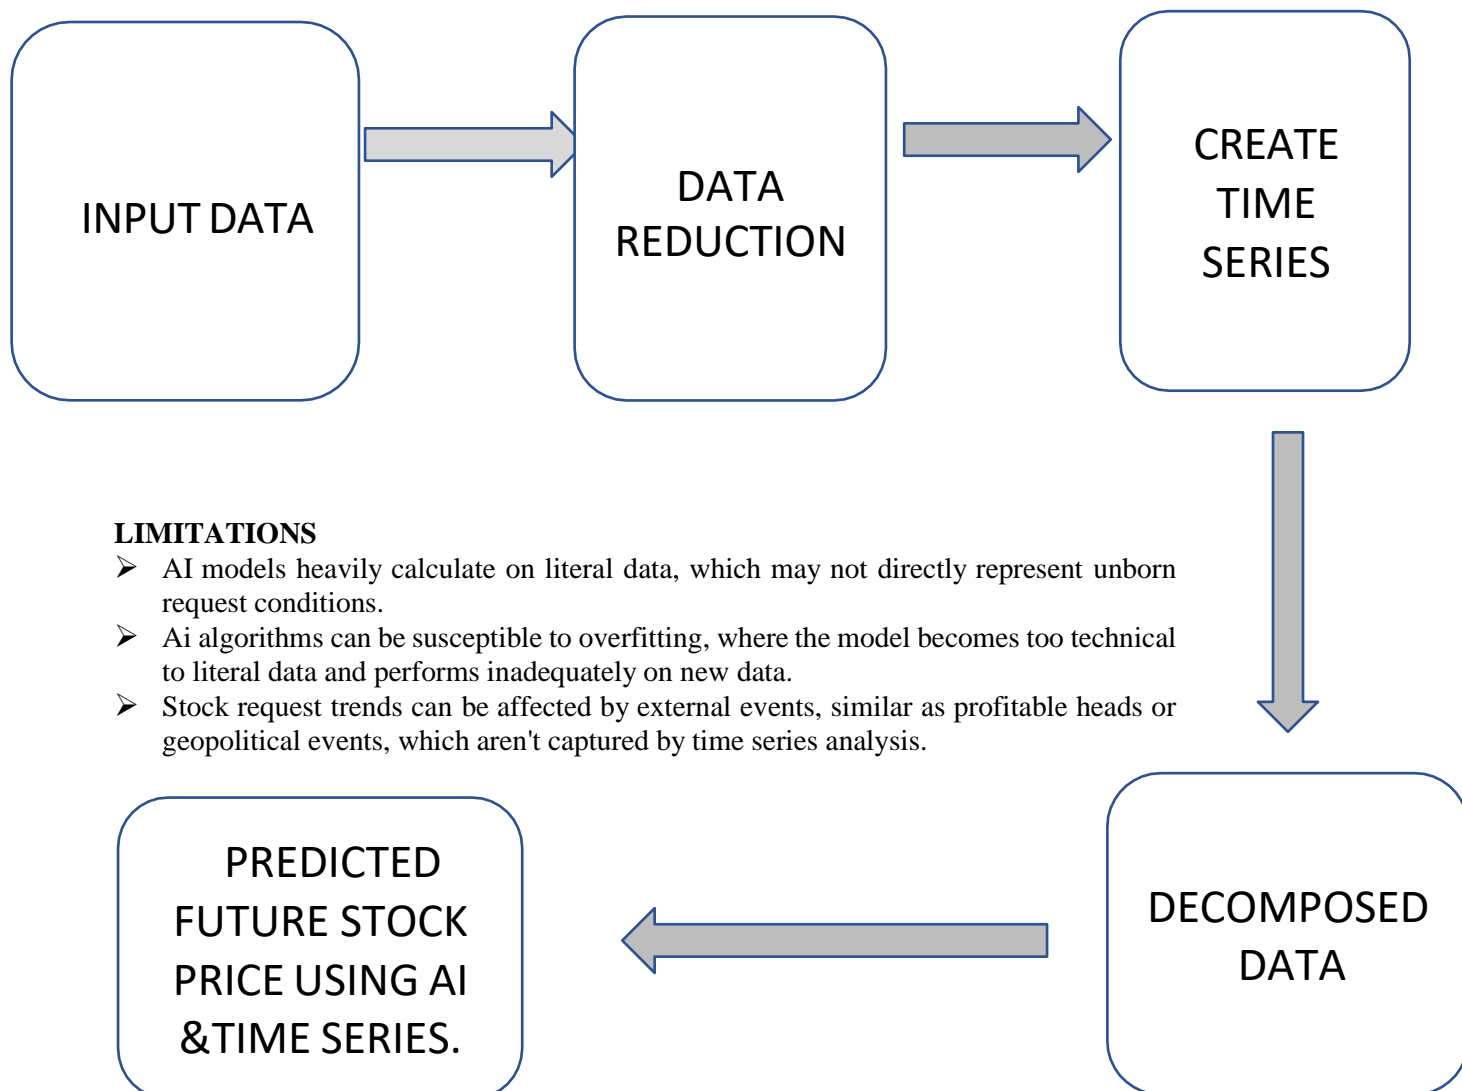 INPUT DATA
DATA
REDUCTION
CREATE
TIME
SERIES
LIMITATIONS
➢ AI models heavily calculate on literal data, which may not directly represent unborn
request conditions.
➢ Ai algorithms can be susceptible to overfitting, where the model becomes too technical
to literal data and performs inadequately on new data.
➢ Stock request trends can be affected by external events, similar as profitable heads or
geopolitical events, which aren't captured by time series analysis.
PREDICTED
FUTURE STOCK
PRICE USING AI
&TIME SERIES.
DECOMPOSED
DATA